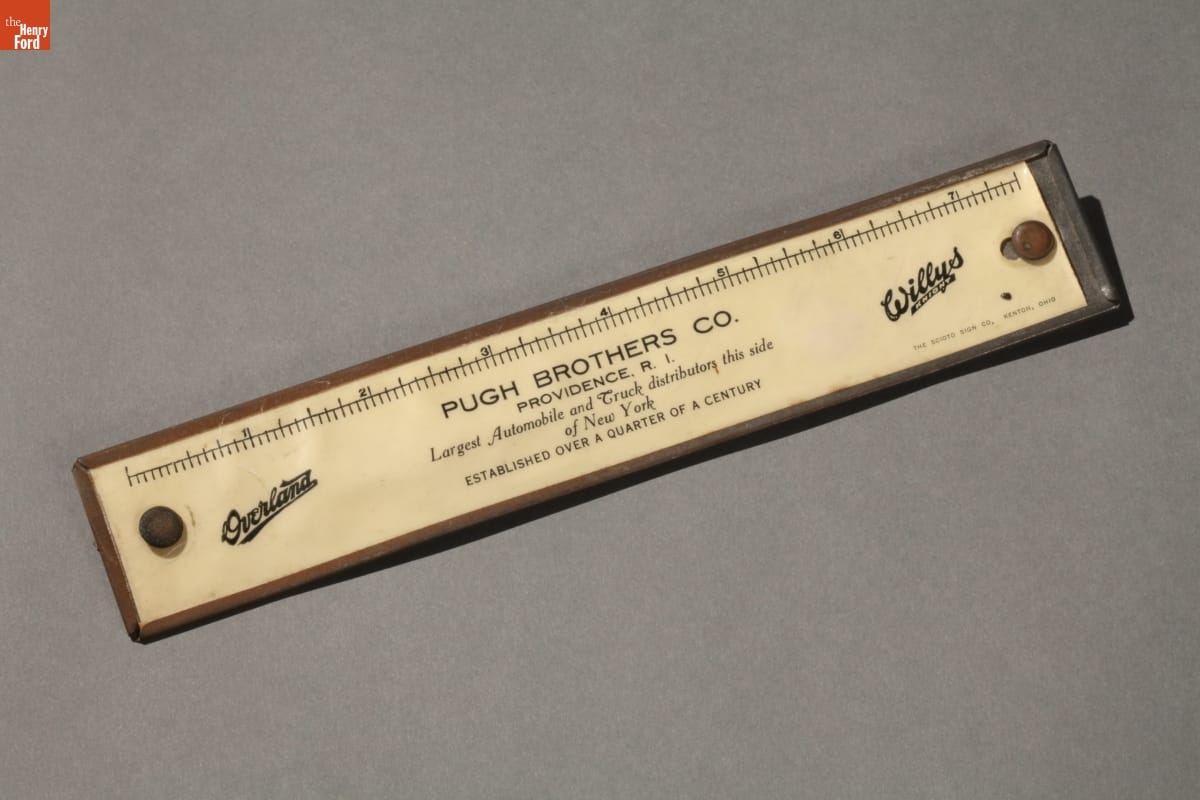 the
Henry
Ford
1 2 3 4 5 6 7
PUGH BROTHERS CO.
PROVIDENCE, R. I.
Largest Automobile and Truck distributors this side
of New York
ESTABLISHED OVER A QUARTER OF A CENTURY
Overland
Willys
KNIGHT
THE SCIOTO SIGN CO, KENTON, OHIO